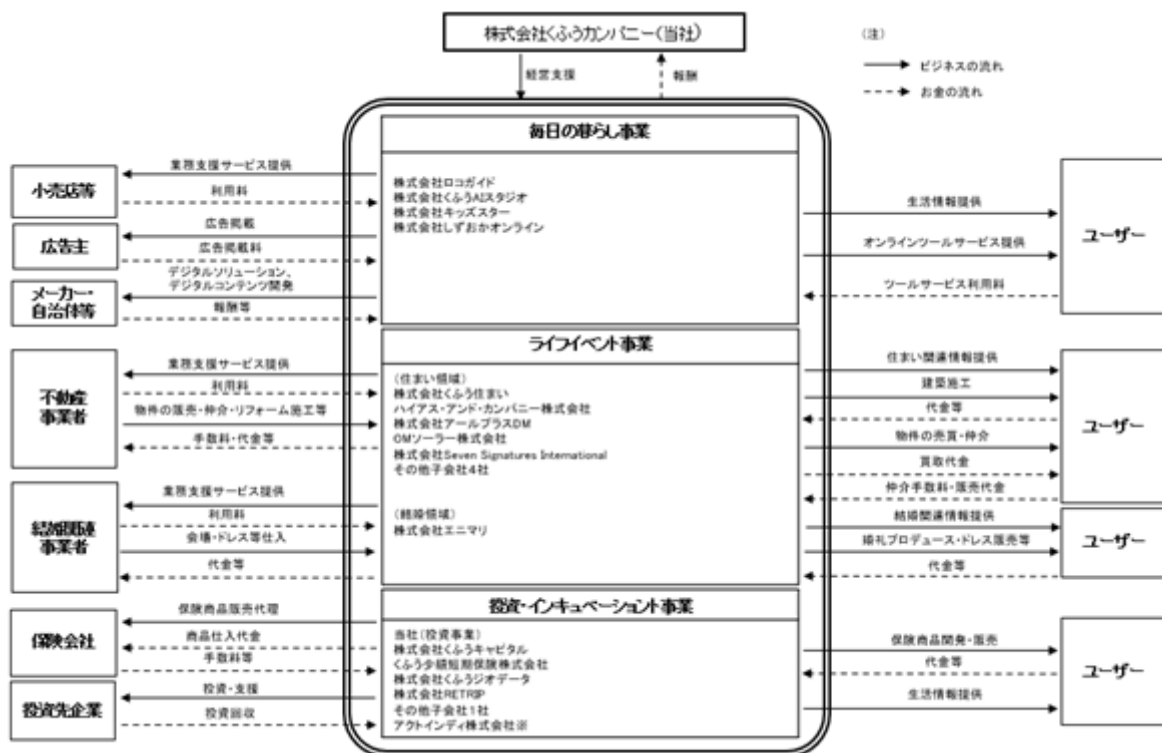 株式会社くふうカンパニー(当社)
(注)
ビジネスの流れ
お金の流れ
経営支援
報酬
毎日の暮らし事業
株式会社ロコガイド
株式会社くふうAIスタジオ
株式会社キッズスター
株式会社しずおかオンライン
小売店等
業務支援サービス提供
利用料
広告主
広告掲載
広告掲載料
メーカー・
自治体等
デジタルソリューション、
デジタルコンテンツ開発
報酬等
生活情報提供
オンラインツールサービス提供
ツールサービス利用料
ユーザー
ライフイベント事業
(住まい領域)
株式会社くふう住まい
ハイアス・アンド・カンパニー株式会社
株式会社アールプラスDM
OMソーラー株式会社
株式会社Seven Signatures International
その他子会社4社
(結婚領域)
株式会社エニマリ
不動産
事業者
業務支援サービス提供
利用料
物件の販売・仲介・リフォーム施工等
手数料・代金等
結婚関連
事業者
業務支援サービス提供
利用料
会場・ドレス等仕入
代金等
住まい関連情報提供
建築施工
代金等
物件の売買・仲介
買取代金
仲介手数料・販売代金
ユーザー
結婚関連情報提供
婚礼プロデュース・ドレス販売等
代金等
ユーザー
投資・インキュベーション事業
当社(投資事業)
株式会社くふうキャピタル
くふう少額短期保険株式会社
株式会社くふうジオデータ
株式会社RETRIP
その他子会社1社
アクトインディ株式会社※
保険会社
保険商品販売代理
商品仕入代金
手数料等
投資先企業
投資・支援
投資回収
保険商品開発・販売
代金等
生活情報提供
ユーザー